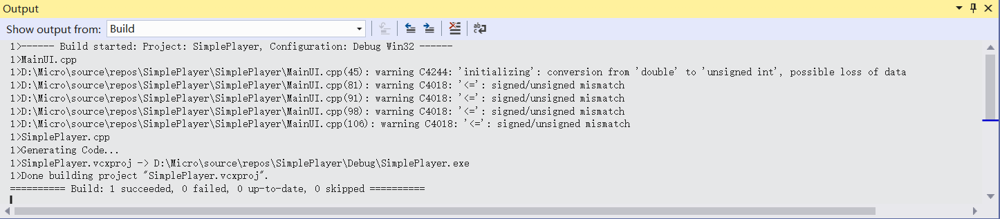 Output
Show output from: Build
1>------ Build started: Project: SimplePlayer, Configuration: Debug Win32 ------
1>MainUI.cpp
1>D:\Micro\source\repos\SimplePlayer\SimplePlayer\MainUI.cpp(45): warning C4244: 'initializing': conversion from 'double' to 'unsigned int', possible loss of data
1>D:\Micro\source\repos\SimplePlayer\SimplePlayer\MainUI.cpp(81): warning C4018: '<=': signed/unsigned mismatch
1>D:\Micro\source\repos\SimplePlayer\SimplePlayer\MainUI.cpp(91): warning C4018: '<=': signed/unsigned mismatch
1>D:\Micro\source\repos\SimplePlayer\SimplePlayer\MainUI.cpp(98): warning C4018: '<=': signed/unsigned mismatch
1>D:\Micro\source\repos\SimplePlayer\SimplePlayer\MainUI.cpp(106): warning C4018: '<=': signed/unsigned mismatch
1>SimplePlayer.cpp
1>Generating Code...
1>SimplePlayer.vcxproj -> D:\Micro\source\repos\SimplePlayer\Debug\SimplePlayer.exe
1>Done building project "SimplePlayer.vcxproj".
========== Build: 1 succeeded, 0 failed, 0 up-to-date, 0 skipped ==========